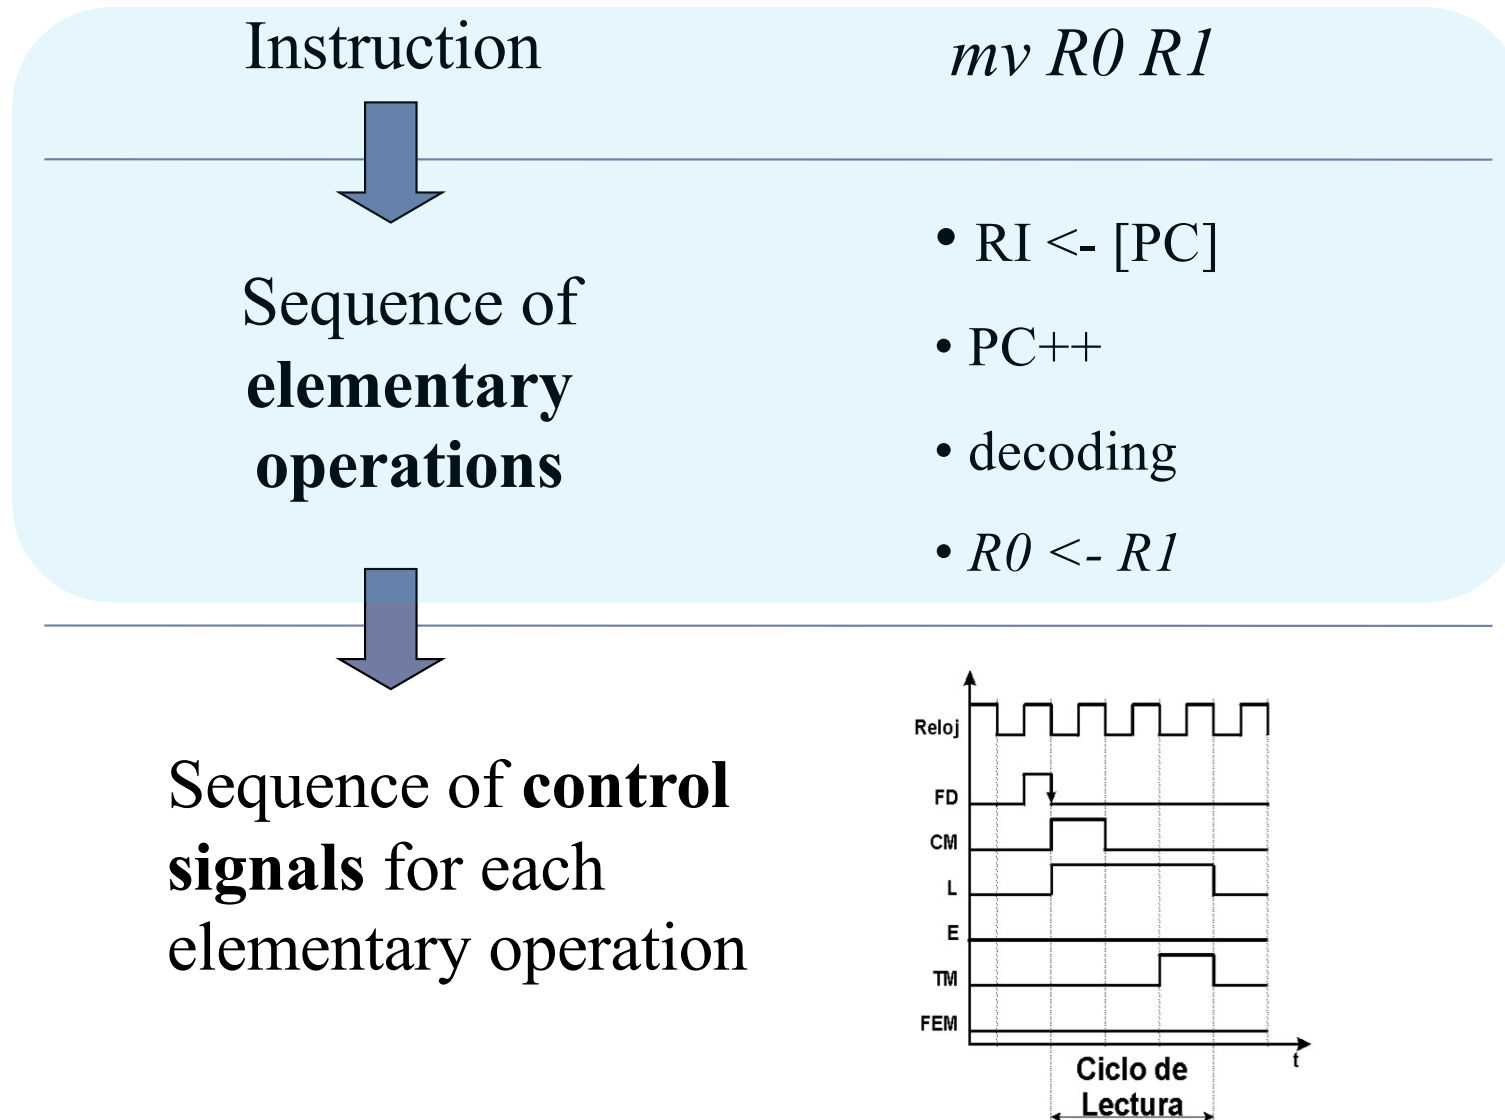 Instruction
mv R0 R1
Sequence of
elementary
operations
• RI <- [PC]
• PC++
• decoding
• R0 <- R1
Sequence of control
signals for each
elementary operation
Reloj
FD
CM
L
E
TM
FEM
t
Ciclo de
Lectura